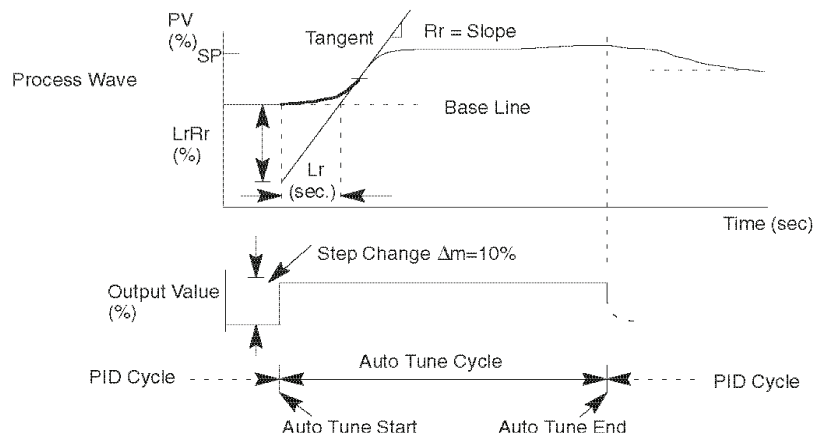 PV
(%)
SP
Tangent
Rr = Slope
Process Wave
Base Line
LrRr
(%)
Lr
(sec.)
Time (sec)
Step Change Δm=10%
Output Value
(%)
PID Cycle
Auto Tune Cycle
PID Cycle
Auto Tune Start
Auto Tune End